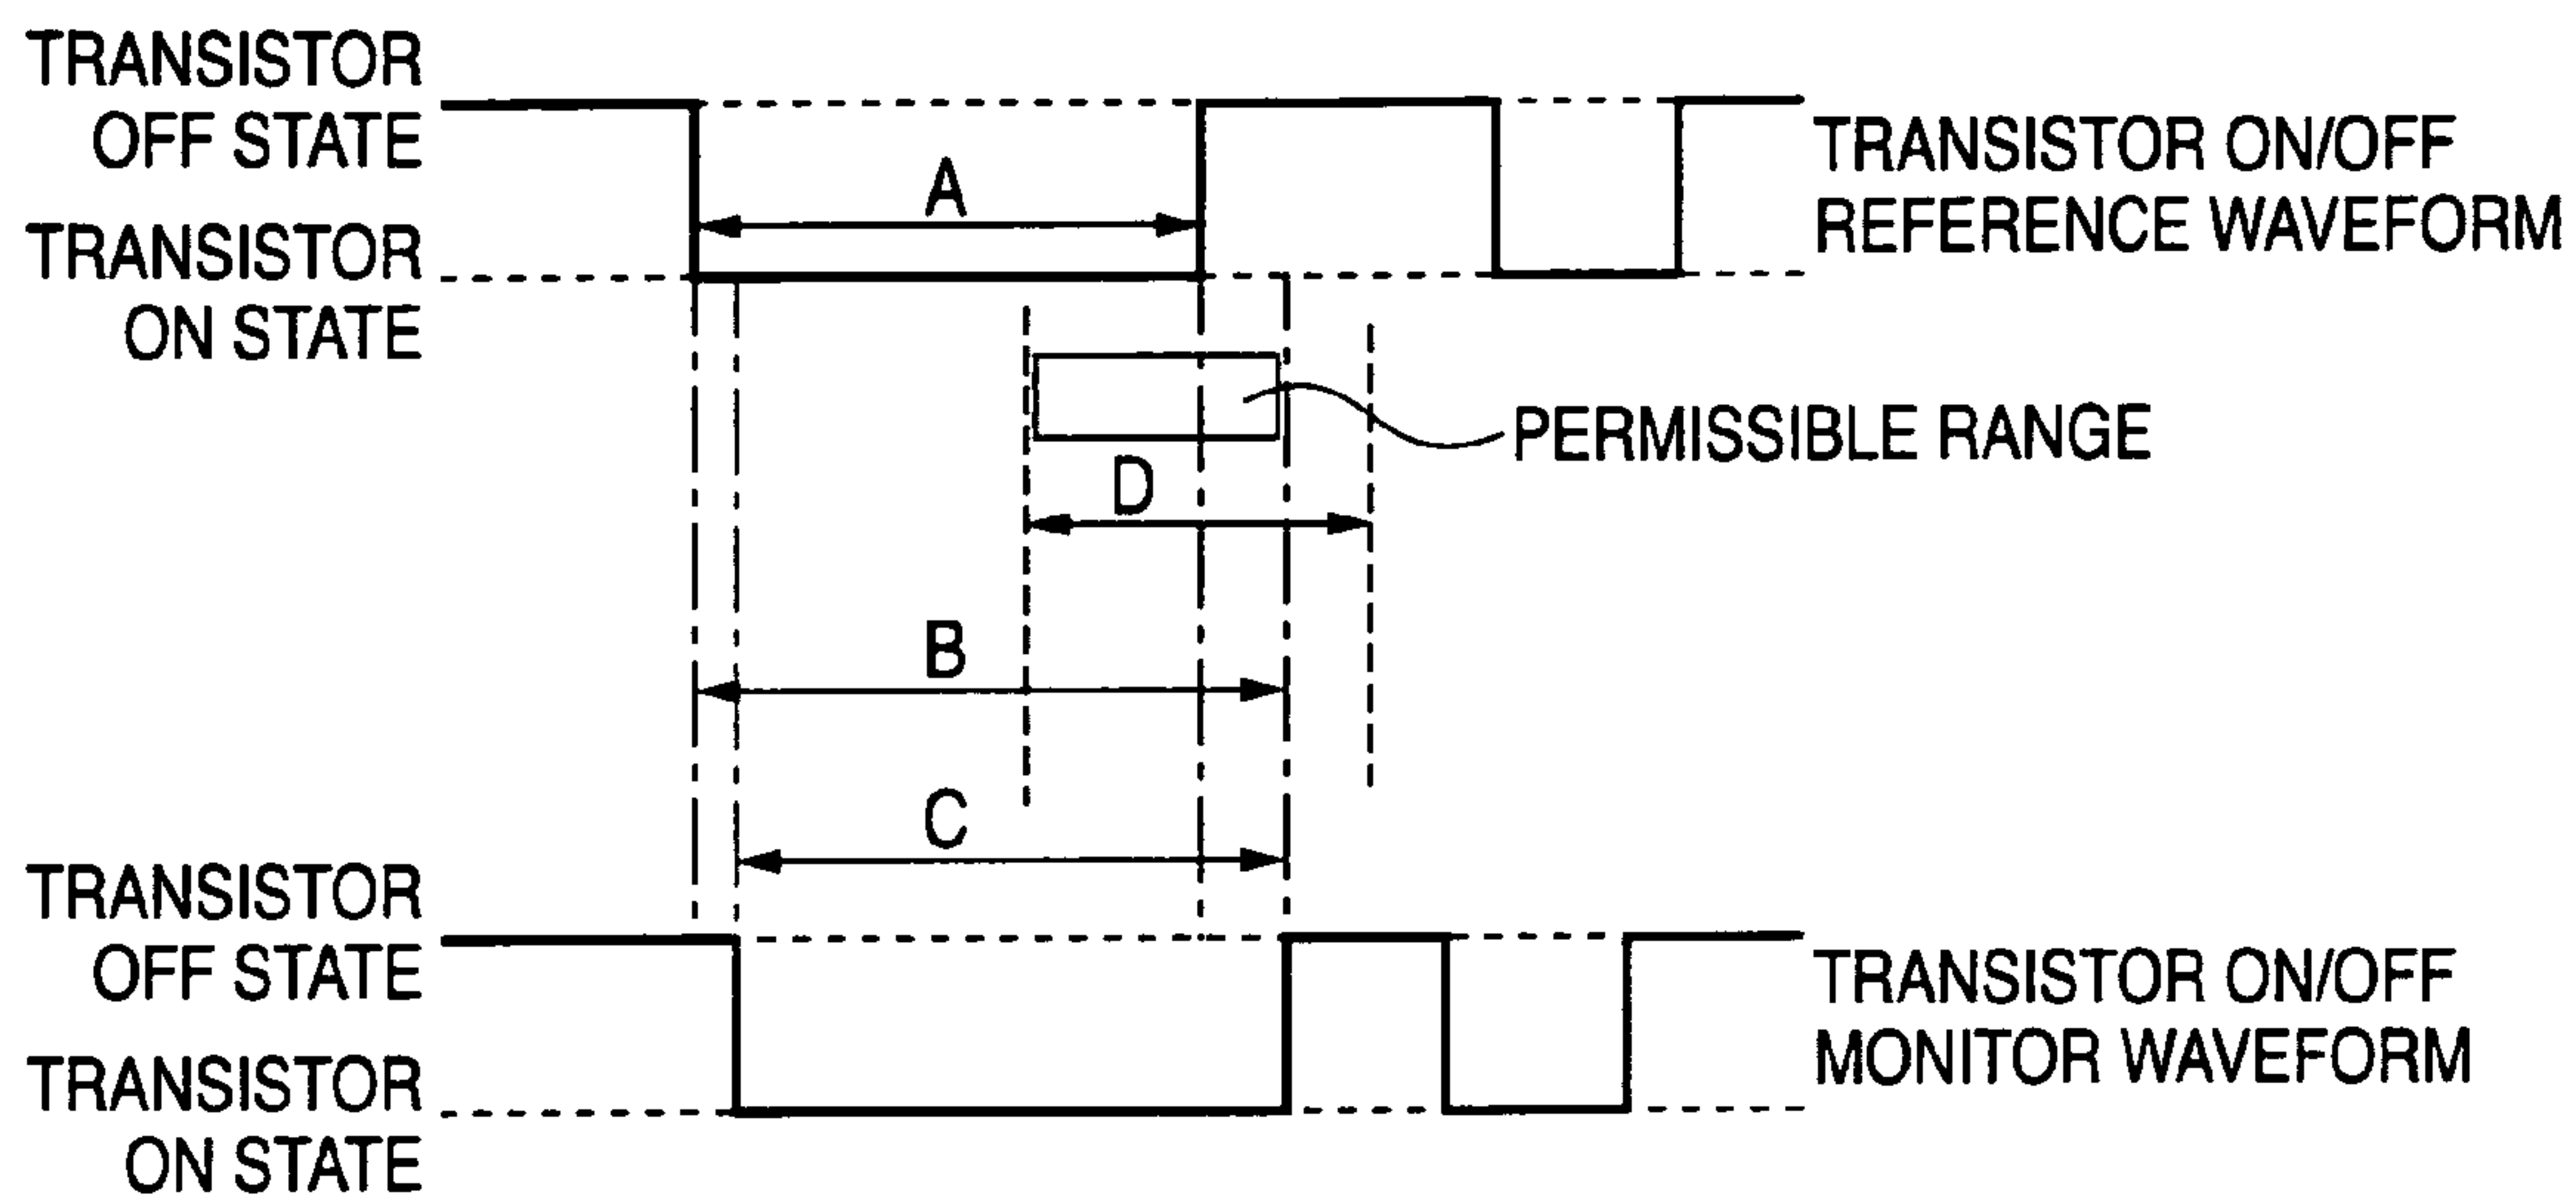 TRANSISTOR
OFF STATE
TRANSISTOR
ON STATE
A
TRANSISTOR ON/OFF
REFERENCE WAVEFORM
PERMISSIBLE RANGE
D
B
C
TRANSISTOR
OFF STATE
TRANSISTOR
ON STATE
TRANSISTOR ON/OFF
MONITOR WAVEFORM